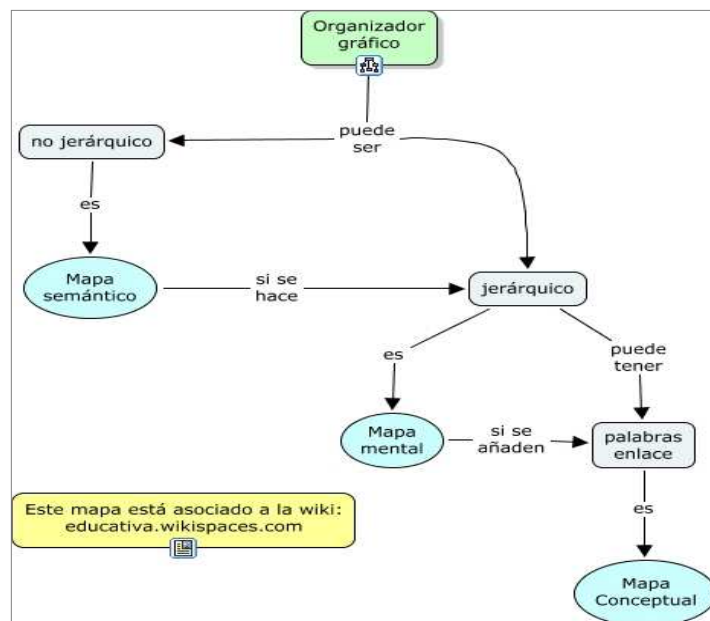 Organizador
gráfico
puede
ser
no jerárquico
es
Mapa
semántico
si se
hace
jerárquico
es
puede
tener
Mapa
mental
si se
añaden
palabras
enlace
Este mapa está asociado a la wiki:
educativa.wikispaces.com
es
Mapa
Conceptual